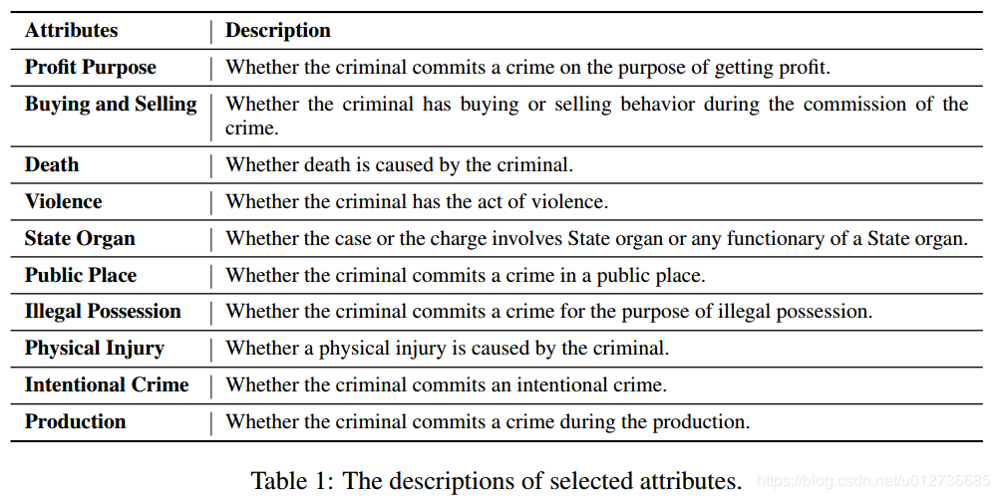 Attributes Description
Profit Purpose Whether the criminal commits a crime on the purpose of getting profit.
Buying and Selling Whether the criminal has buying or selling behavior during the commission of the
crime.
Death Whether death is caused by the criminal.
Violence Whether the criminal has the act of violence.
State Organ Whether the case or the charge involves State organ or any functionary of a State organ.
Public Place Whether the criminal commits a crime in a public place.
Illegal Possession Whether the criminal commits a crime for the purpose of illegal possession.
Physical Injury Whether a physical injury is caused by the criminal.
Intentional Crime Whether the criminal commits an intentional crime.
Production Whether the criminal commits a crime during the production.
Table 1: The descriptions of selected attributes.
https://blog.csdn.net/u012736685